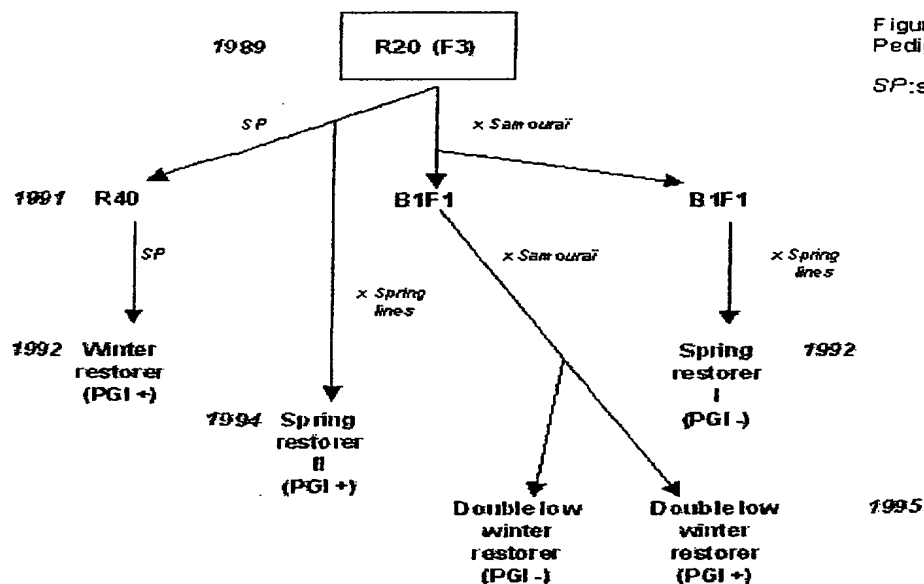 1989
R20 (F3)
Figur
Pedi
SP:s
SP
x Samouraï
1991
R40
B1F1
B1F1
SP
x Spring
lines
x Samouraï
x Spring
lines
1992
Winter
restorer
(PGI +)
Spring
restorer
I
(PGI -)
1992
1994
Spring
restorer
II
(PGI +)
Double low
winter
restorer
(PGI -)
Double low
winter
restorer
(PGI +)
1995